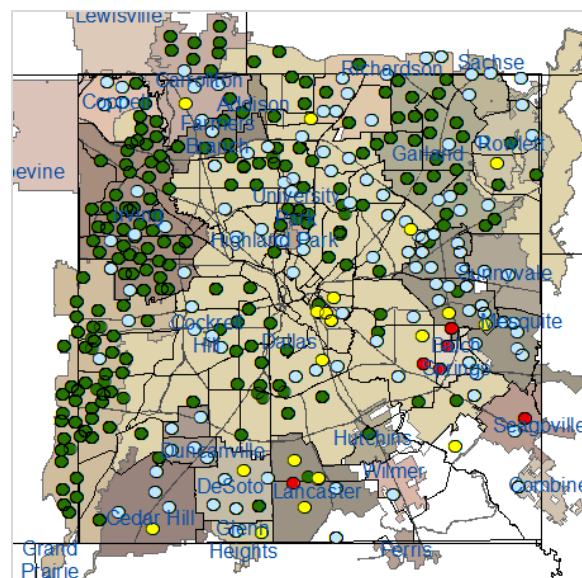 Lewisville
Carrollton
Richardson
Sachse
Coppell
Addison
Farmers
Branch
Garland
Rowlett
pevine
University
Park
Irving
Highland Park
Sunnyvale
Cockrell
Hill
Dallas
Mesquite
Balch
Springs
Seagoville
Hutchins
Duncanville
Wilmer
DeSoto
Lancaster
Combine
Cedar Hill
Glenn
Heights
Grand
Prairie
Ferris